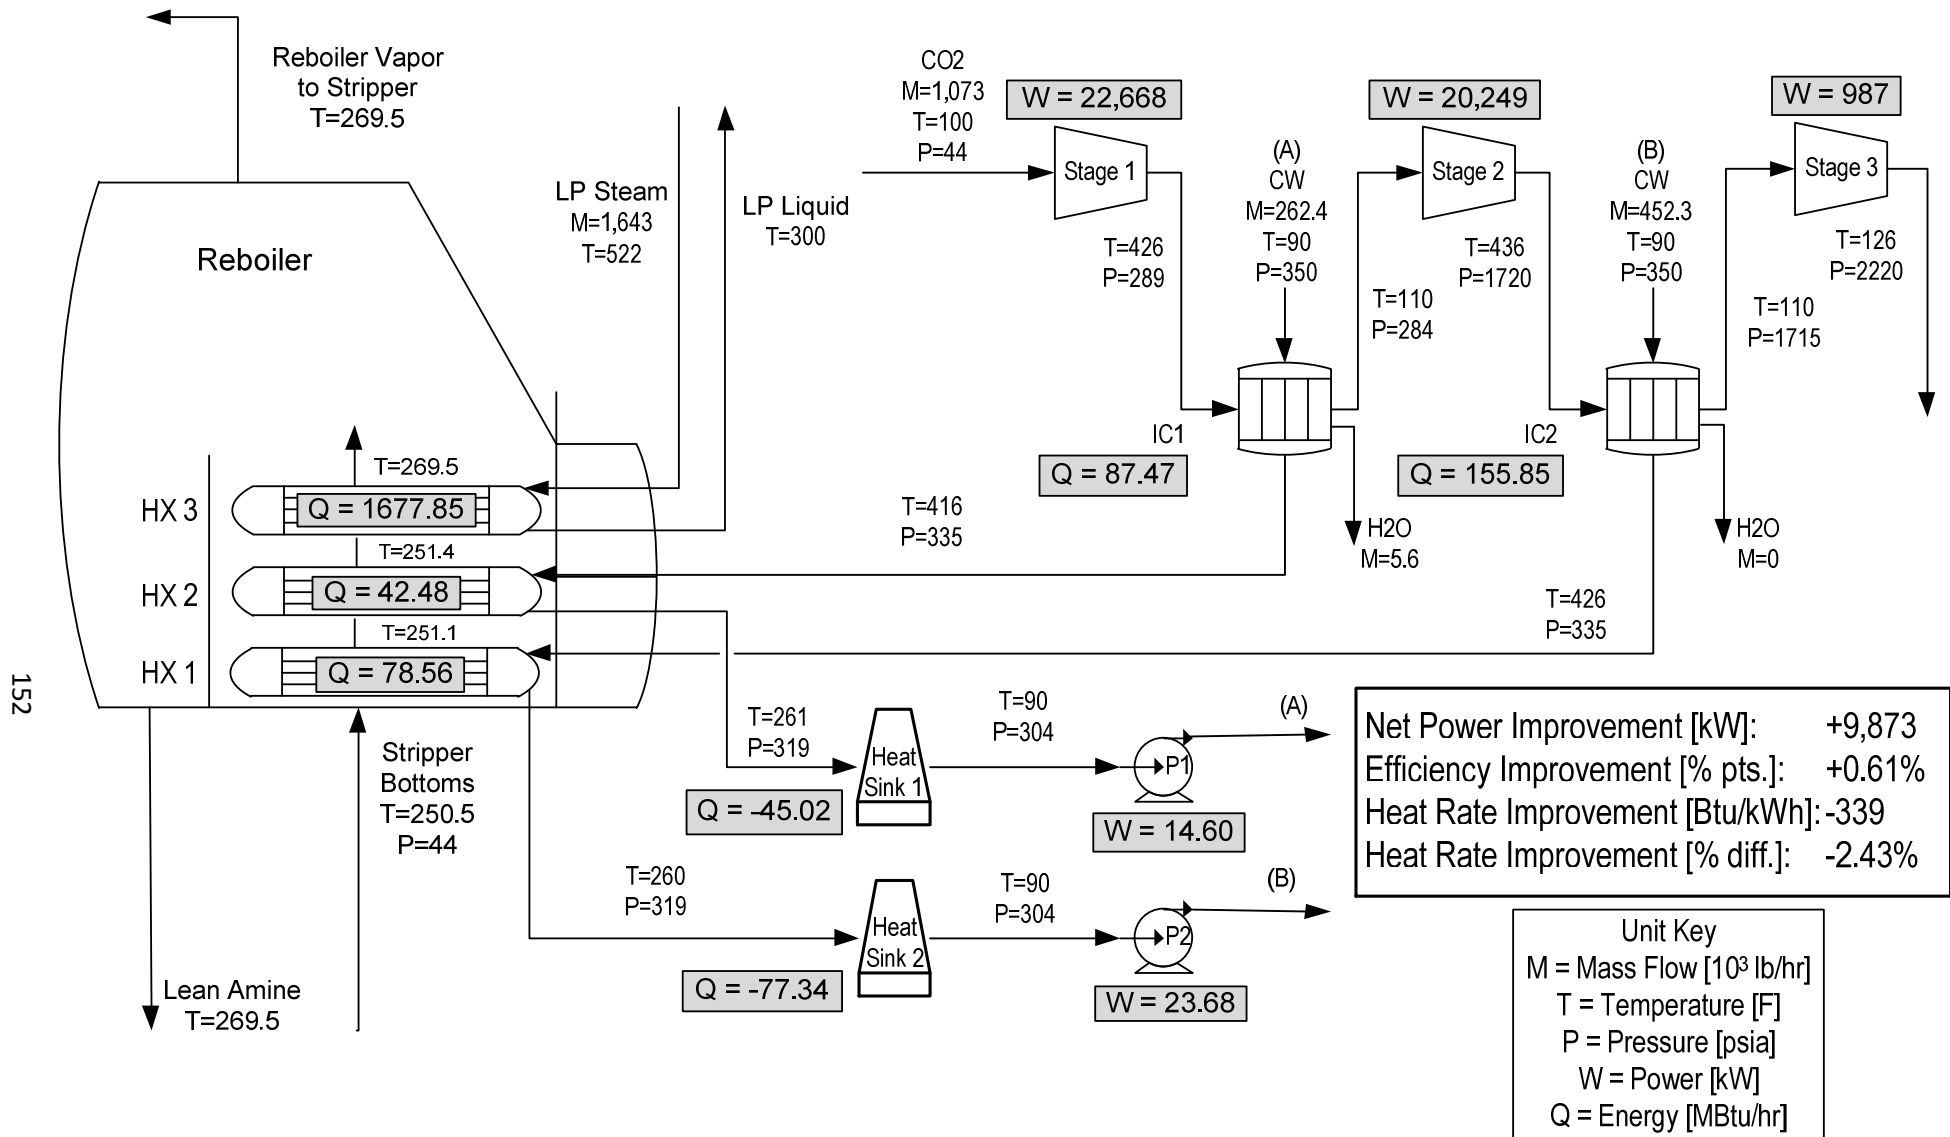 Reboiler Vapor
to Stripper
T=269.5
Reboiler
LP Steam
M=1,643
T=522
LP Liquid
T=300
CO2
M=1,073
T=100
P=44
W = 22,668
Stage 1
T=426
P=289
(A)
CW
M=262.4
T=90
P=350
T=110
P=284
W = 20,249
Stage 2
T=436
P=1720
(B)
CW
M=452.3
T=90
P=350
T=110
P=1715
W = 987
Stage 3
T=126
P=2220
IC1
Q = 87.47
H2O
M=5.6
IC2
Q = 155.85
H2O
M=0
T=416
P=335
T=426
P=335
T=269.5
HX 3
Q = 1677.85
T=251.4
HX 2
Q = 42.48
T=251.1
HX 1
Q = 78.56
Stripper
Bottoms
T=250.5
P=44
Lean Amine
T=269.5
T=261
P=319
Heat
Sink 1
Q = -45.02
T=90
P=304
P1
W = 14.60
(A)
T=260
P=319
Heat
Sink 2
Q = -77.34
T=90
P=304
P2
W = 23.68
(B)
Net Power Improvement [kW]: +9,873
Efficiency Improvement [% pts.]: +0.61%
Heat Rate Improvement [Btu/kWh]: -339
Heat Rate Improvement [% diff.]: -2.43%
Unit Key
M = Mass Flow [10³ lb/hr]
T = Temperature [F]
P = Pressure [psia]
W = Power [kW]
Q = Energy [MBtu/hr]
152